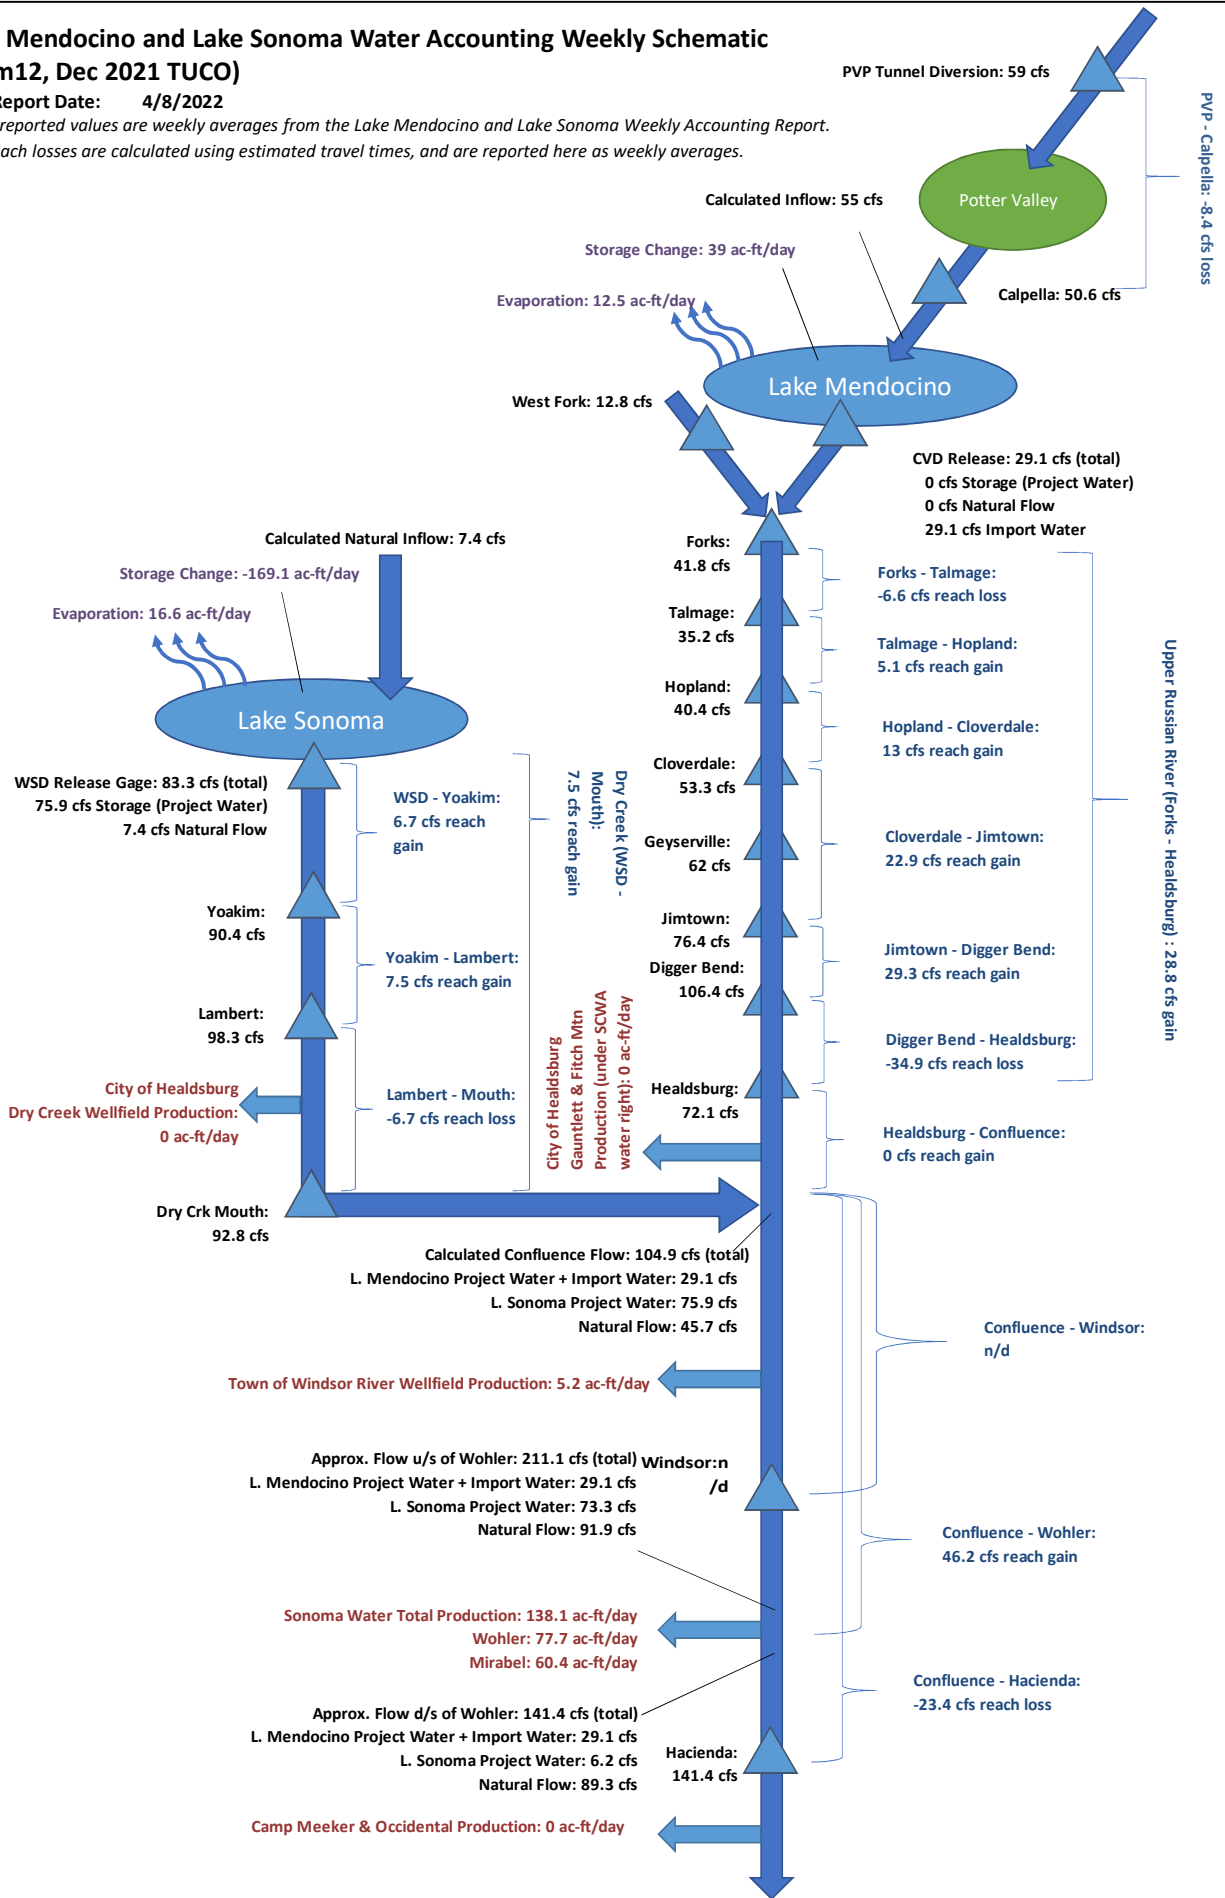 Mendocino and Lake Sonoma Water Accounting Weekly Schematic
m12, Dec 2021 TUCO)
Report Date: 4/8/2022
reported values are weekly averages from the Lake Mendocino and Lake Sonoma Weekly Accounting Report.
ach losses are calculated using estimated travel times, and are reported here as weekly averages.
PVP Tunnel Diversion: 59 cfs
PVP - Calpella: -8.4 cfs loss
Potter Valley
Calculated Inflow: 55 cfs
Storage Change: 39 ac-ft/day
Evaporation: 12.5 ac-ft/day
Calpella: 50.6 cfs
Lake Mendocino
West Fork: 12.8 cfs
CVD Release: 29.1 cfs (total)
0 cfs Storage (Project Water)
0 cfs Natural Flow
29.1 cfs Import Water
Calculated Natural Inflow: 7.4 cfs
Storage Change: -169.1 ac-ft/day
Evaporation: 16.6 ac-ft/day
Lake Sonoma
WSD Release Gage: 83.3 cfs (total)
75.9 cfs Storage (Project Water)
7.4 cfs Natural Flow
WSD - Yoakim:
6.7 cfs reach
gain
Dry Creek (WSD -
Mouth):
7.5 cfs reach gain
Yoakim:
90.4 cfs
Yoakim - Lambert:
7.5 cfs reach gain
Lambert:
98.3 cfs
City of Healdsburg
Dry Creek Wellfield Production:
0 ac-ft/day
Lambert - Mouth:
-6.7 cfs reach loss
Dry Crk Mouth:
92.8 cfs
Forks:
41.8 cfs
Forks - Talmage:
-6.6 cfs reach loss
Talmage:
35.2 cfs
Talmage - Hopland:
5.1 cfs reach gain
Hopland:
40.4 cfs
Hopland - Cloverdale:
13 cfs reach gain
Cloverdale:
53.3 cfs
Geyserville:
62 cfs
Cloverdale - Jimtown:
22.9 cfs reach gain
Jimtown:
76.4 cfs
Jimtown - Digger Bend:
29.3 cfs reach gain
Digger Bend:
106.4 cfs
Digger Bend - Healdsburg:
-34.9 cfs reach loss
Healdsburg:
72.1 cfs
Upper Russian River (Forks - Healdsburg) : 28.8 cfs gain
City of Healdsburg
Gauntlett & Fitch Mtn
Production (under SCWA
water right): 0 ac-ft/day
Healdsburg - Confluence:
0 cfs reach gain
Calculated Confluence Flow: 104.9 cfs (total)
L. Mendocino Project Water + Import Water: 29.1 cfs
L. Sonoma Project Water: 75.9 cfs
Natural Flow: 45.7 cfs
Confluence - Windsor:
n/d
Town of Windsor River Wellfield Production: 5.2 ac-ft/day
Approx. Flow u/s of Wohler: 211.1 cfs (total)
L. Mendocino Project Water + Import Water: 29.1 cfs
L. Sonoma Project Water: 73.3 cfs
Natural Flow: 91.9 cfs
Windsor:n
/d
Confluence - Wohler:
46.2 cfs reach gain
Sonoma Water Total Production: 138.1 ac-ft/day
Wohler: 77.7 ac-ft/day
Mirabel: 60.4 ac-ft/day
Confluence - Hacienda:
-23.4 cfs reach loss
Approx. Flow d/s of Wohler: 141.4 cfs (total)
L. Mendocino Project Water + Import Water: 29.1 cfs
L. Sonoma Project Water: 6.2 cfs
Natural Flow: 89.3 cfs
Hacienda:
141.4 cfs
Camp Meeker & Occidental Production: 0 ac-ft/day